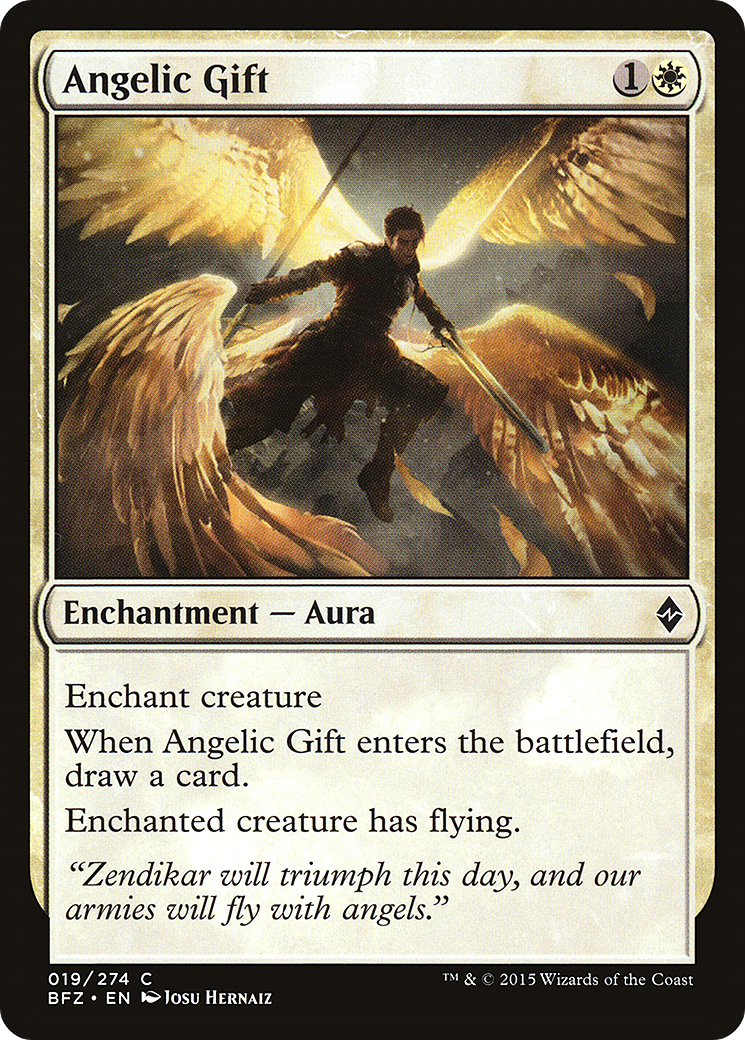 Angelic Gift 1
Enchantment — Aura
Enchant creature
When Angelic Gift enters the battlefield,
draw a card.
Enchanted creature has flying.
“Zendikar will triumph this day, and our
armies will fly with angels.”
019/274 C
™ & © 2015 Wizards of the Coast
BFZ • EN Josu Hernaiz